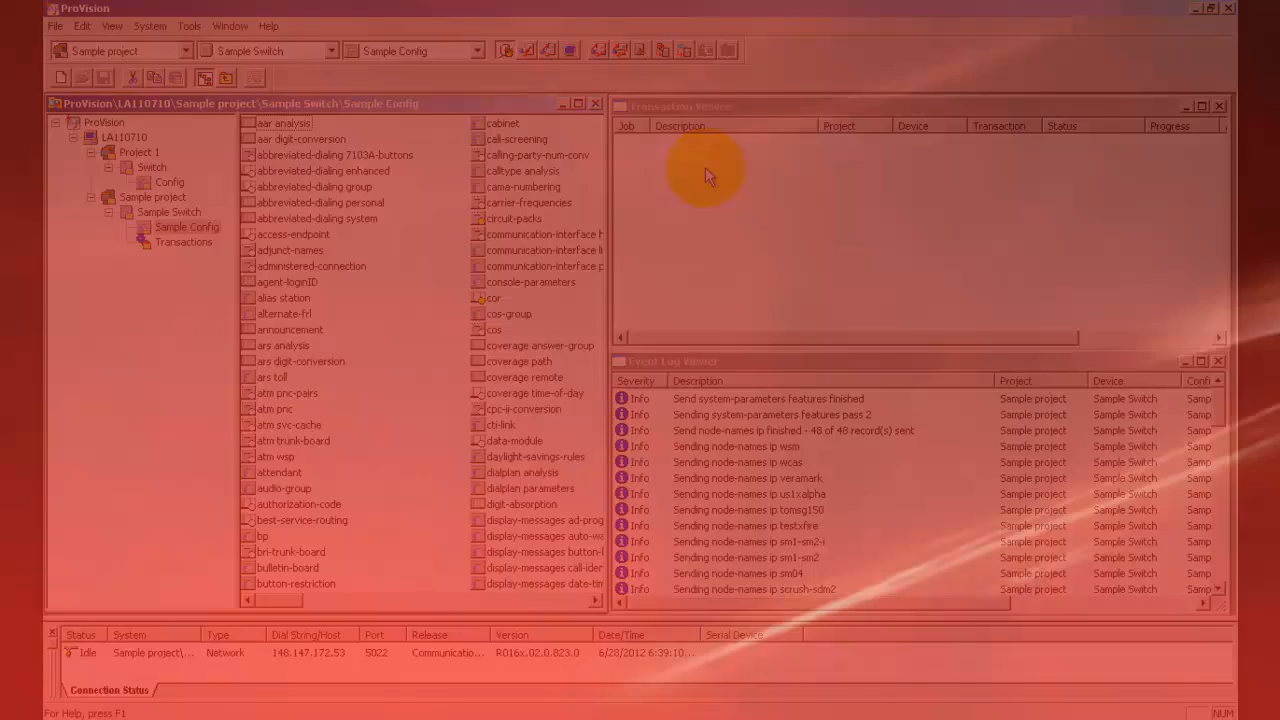 ProVision
File Edit View System Tools Window Help
Sample project Sample Switch Sample Config
ProVision\LA110710\Sample project\Sample Switch\Sample Config
ProVision
LA110710
Project 1
Switch
Config
Sample project
Sample Switch
Sample Config
Transactions
aar analysis
aar digit-conversion
abbreviated-dialing 7103A-buttons
abbreviated-dialing enhanced
abbreviated-dialing group
abbreviated-dialing personal
abbreviated-dialing system
access-endpoint
adjunct-names
administered-connection
agent-loginID
alias station
alternate-frl
announcement
ars analysis
ars digit-conversion
ars toll
atm pnc-pairs
atm pnc
atm svc-cache
atm trunk-board
atm wsp
attendant
audio-group
authorization-code
best-service-routing
bp
bri-trunk-board
bulletin-board
button-restriction
cabinet
call-screening
calling-party-num-conv
calltype analysis
cama-numbering
carrier-frequencies
circuit-packs
communication-interface h
communication-interface li
communication-interface p
console-parameters
cor
cos-group
cos
coverage answer-group
coverage path
coverage remote
coverage time-of-day
cpc-ii-conversion
cti-link
data-module
daylight-savings-rules
dialplan analysis
dialplan parameters
digit-absorption
display-messages ad-prog
display-messages auto-wa
display-messages button-l
display-messages call-iden
display-messages date-tim
Transaction Viewer
Job Description Project Device Transaction Status Progress
Event Log Viewer
Severity Description Project Device Confi
Info Send system-parameters features finished Sample project Sample Switch Samp
Info Sending system-parameters features pass 2 Sample project Sample Switch Samp
Info Send node-names ip finished - 48 of 48 record(s) sent Sample project Sample Switch Samp
Info Sending node-names ip wsm Sample project Sample Switch Samp
Info Sending node-names ip wcas Sample project Sample Switch Samp
Info Sending node-names ip veramark Sample project Sample Switch Samp
Info Sending node-names ip us1xalpha Sample project Sample Switch Samp
Info Sending node-names ip tomsg150 Sample project Sample Switch Samp
Info Sending node-names ip testxfire Sample project Sample Switch Samp
Info Sending node-names ip sm1-sm2-i Sample project Sample Switch Samp
Info Sending node-names ip sm1-sm2 Sample project Sample Switch Samp
Info Sending node-names ip sm04 Sample project Sample Switch Samp
Info Sending node-names ip scrush-sdm2 Sample project Sample Switch Samp
Status System Type Dial String/Host Port Release Version Date/Time Serial Device
Idle Sample project\... Network 148.147.172.53 5022 Communicatio... R016x.02.0.823.0 6/28/2012 6:39:10...
Connection Status
For Help, press F1
NUM